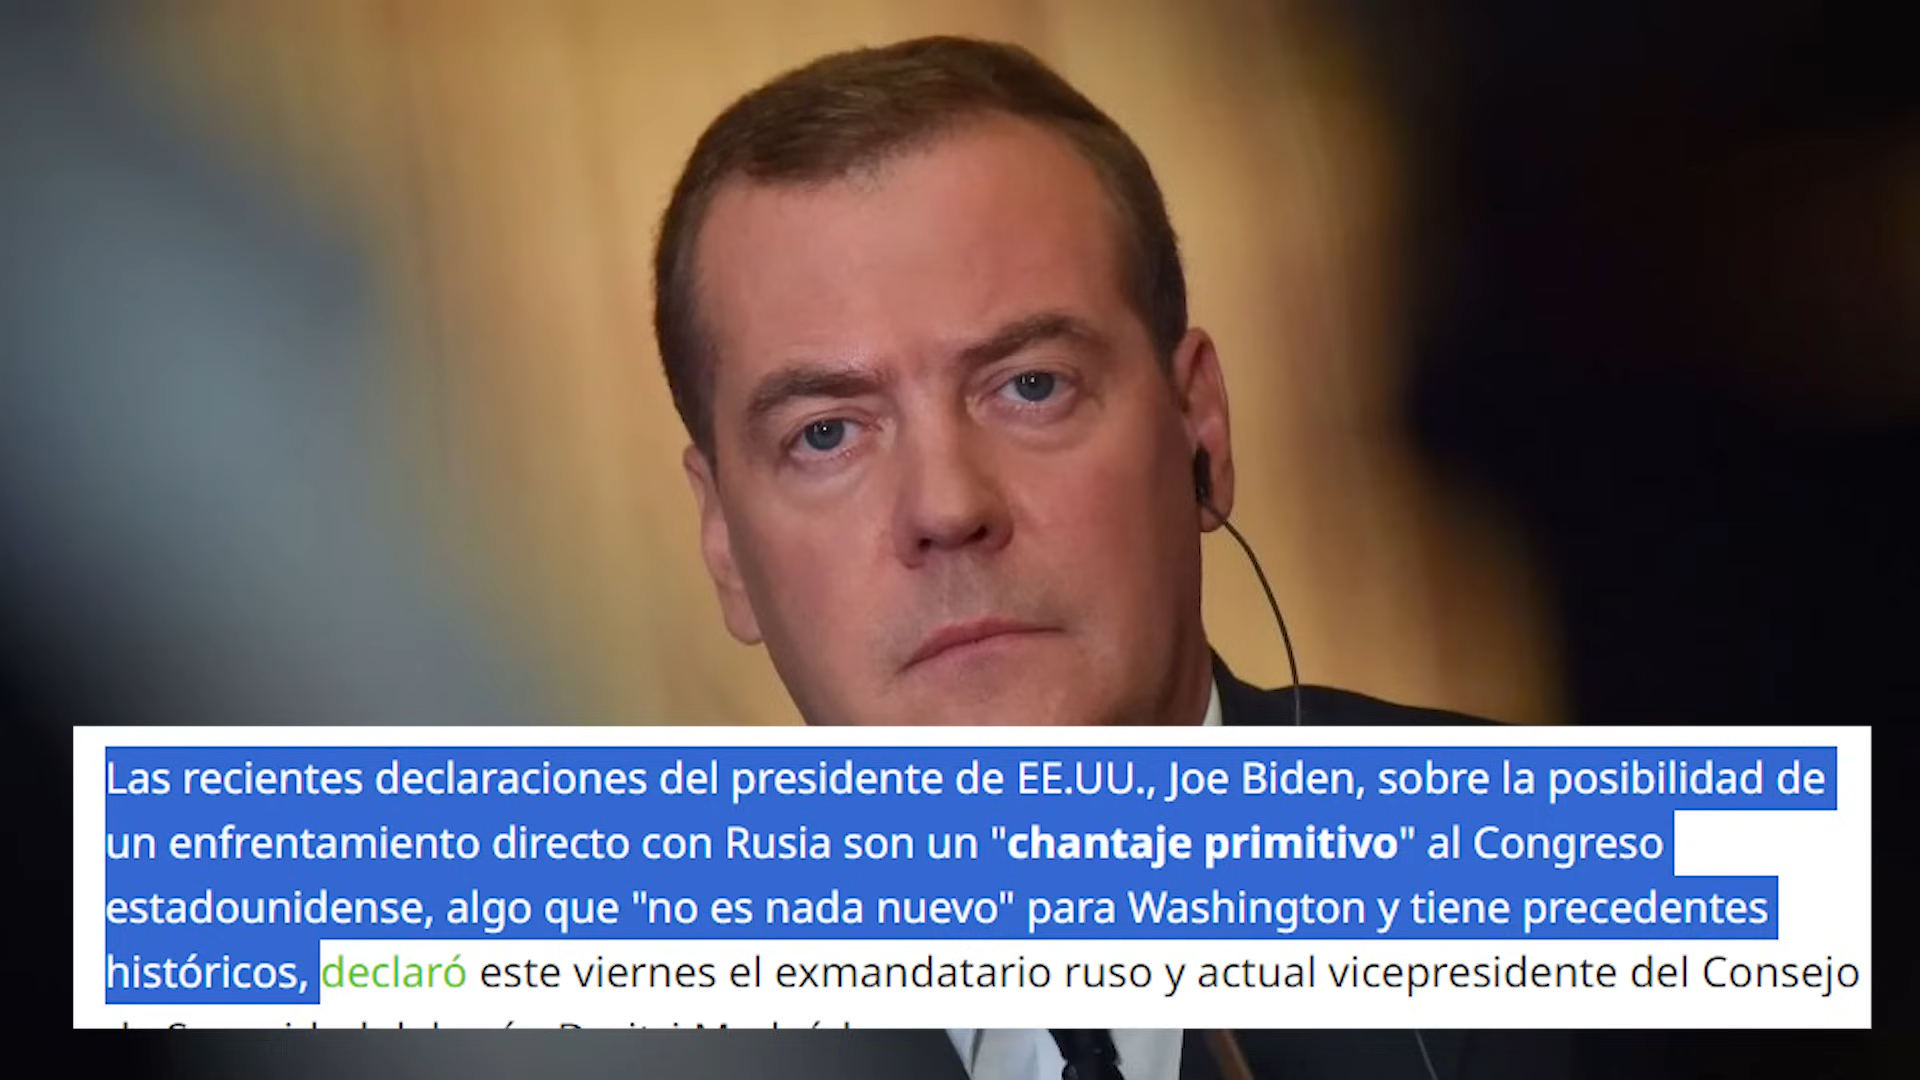 Las recientes declaraciones del presidente de EE.UU., Joe Biden, sobre la posibilidad de
un enfrentamiento directo con Rusia son un "chantaje primitivo" al Congreso
estadounidense, algo que "no es nada nuevo" para Washington y tiene precedentes
históricos, declaró este viernes el exmandatario ruso y actual vicepresidente del Consejo